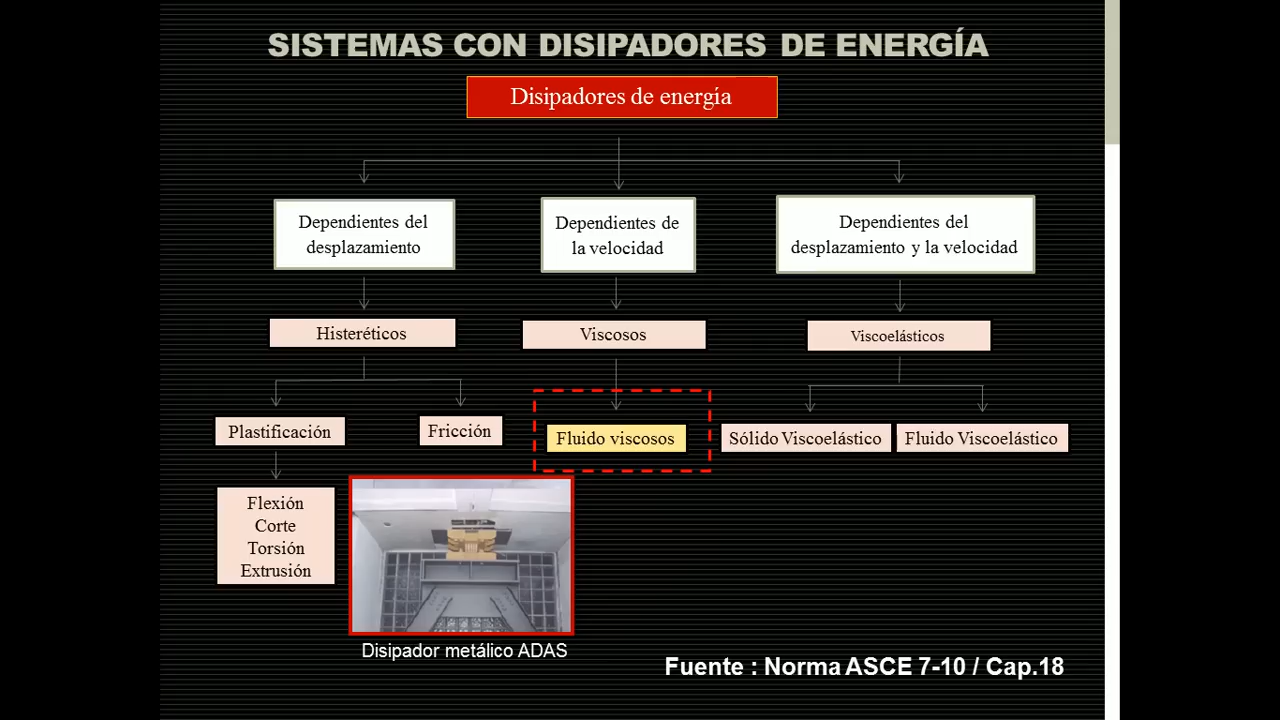 SISTEMAS CON DISIPADORES DE ENERGÍA
Disipadores de energía
Dependientes del
desplazamiento
Dependientes de
la velocidad
Dependientes del
desplazamiento y la velocidad
Histeréticos
Viscosos
Viscoelásticos
Plastificación
Fricción
Fluido viscosos
Sólido Viscoelástico
Fluido Viscoelástico
Flexión
Corte
Torsión
Extrusión
Disipador metálico ADAS
Fuente : Norma ASCE 7-10 / Cap.18